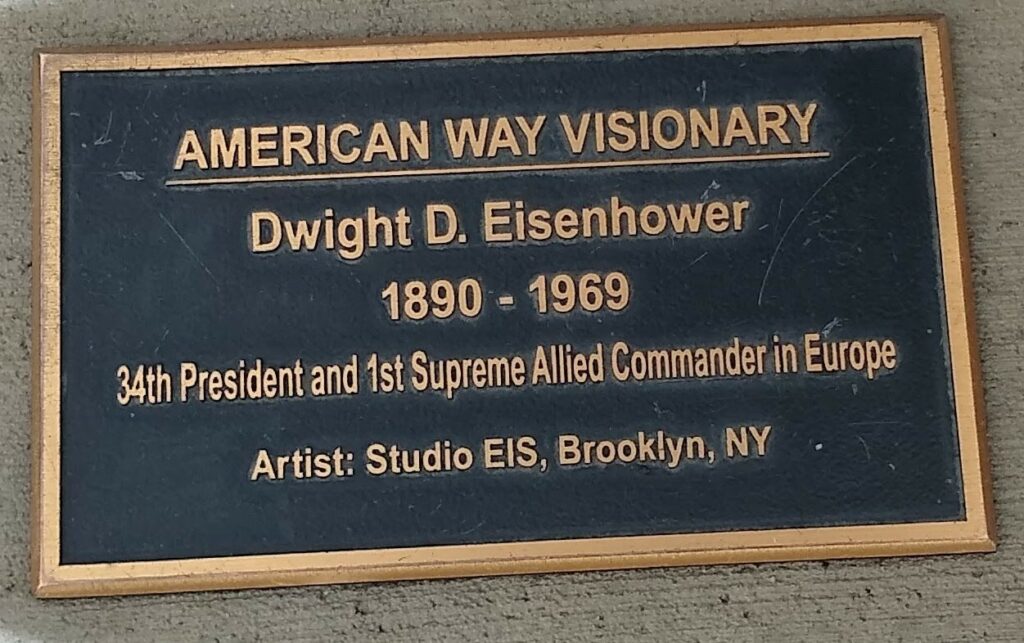 AMERICAN WAY VISIONARY
Dwight D. Eisenhower
1890 - 1969
34th President and 1st Supreme Allied Commander in Europe
Artist: Studio EIS, Brooklyn, NY